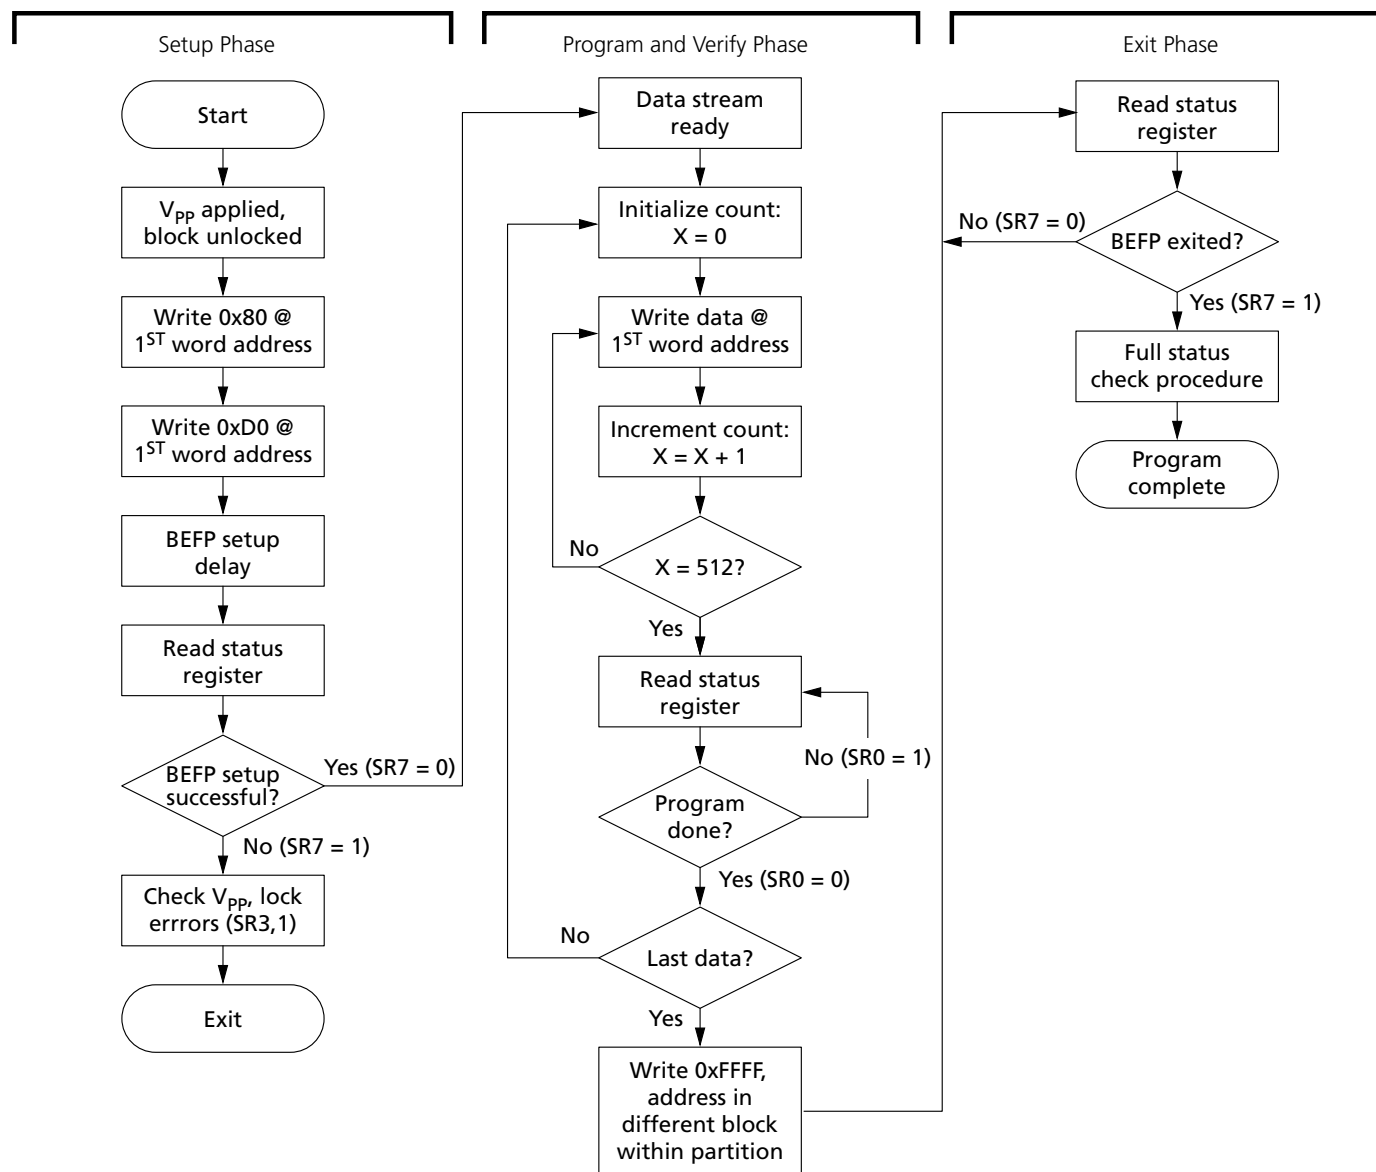 Setup Phase
Start
VPP applied,
block unlocked
Write 0x80 @
1ST word address
Write 0xD0 @
1ST word address
BEFP setup
delay
Read status
register
BEFP setup
successful?
Yes (SR7 = 0)
No (SR7 = 1)
Check VPP, lock
errrors (SR3,1)
Exit
Program and Verify Phase
Data stream
ready
Initialize count:
X = 0
Write data @
1ST word address
Increment count:
X = X + 1
No
X = 512?
Yes
Read status
register
No (SR0 = 1)
Program
done?
Yes (SR0 = 0)
No
Last data?
Yes
Write 0xFFFF,
address in
different block
within partition
Exit Phase
Read status
register
No (SR7 = 0)
BEFP exited?
Yes (SR7 = 1)
Full status
check procedure
Program
complete